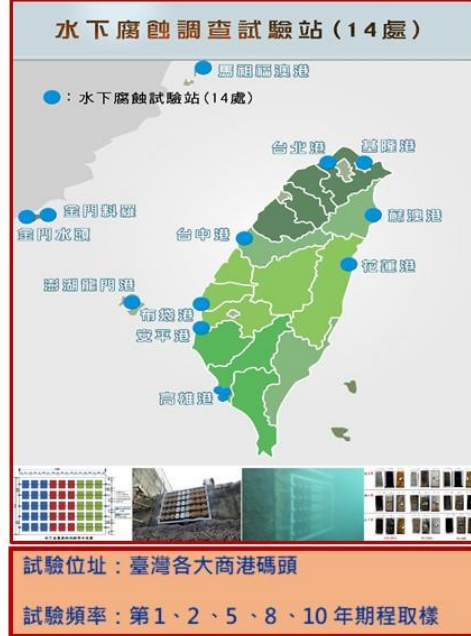 水下腐蝕調查試驗站(14處)
馬祖福澳港
：水下腐蝕試驗站(14處)
台北港
基隆港
金門料羅
金門水頭
蘇澳港
台中港
花蓮港
澎湖龍門港
布袋港
安平港
高雄港
試驗位址：臺灣各大商港碼頭
試驗頻率：第1、2、5、8、10年期程取樣